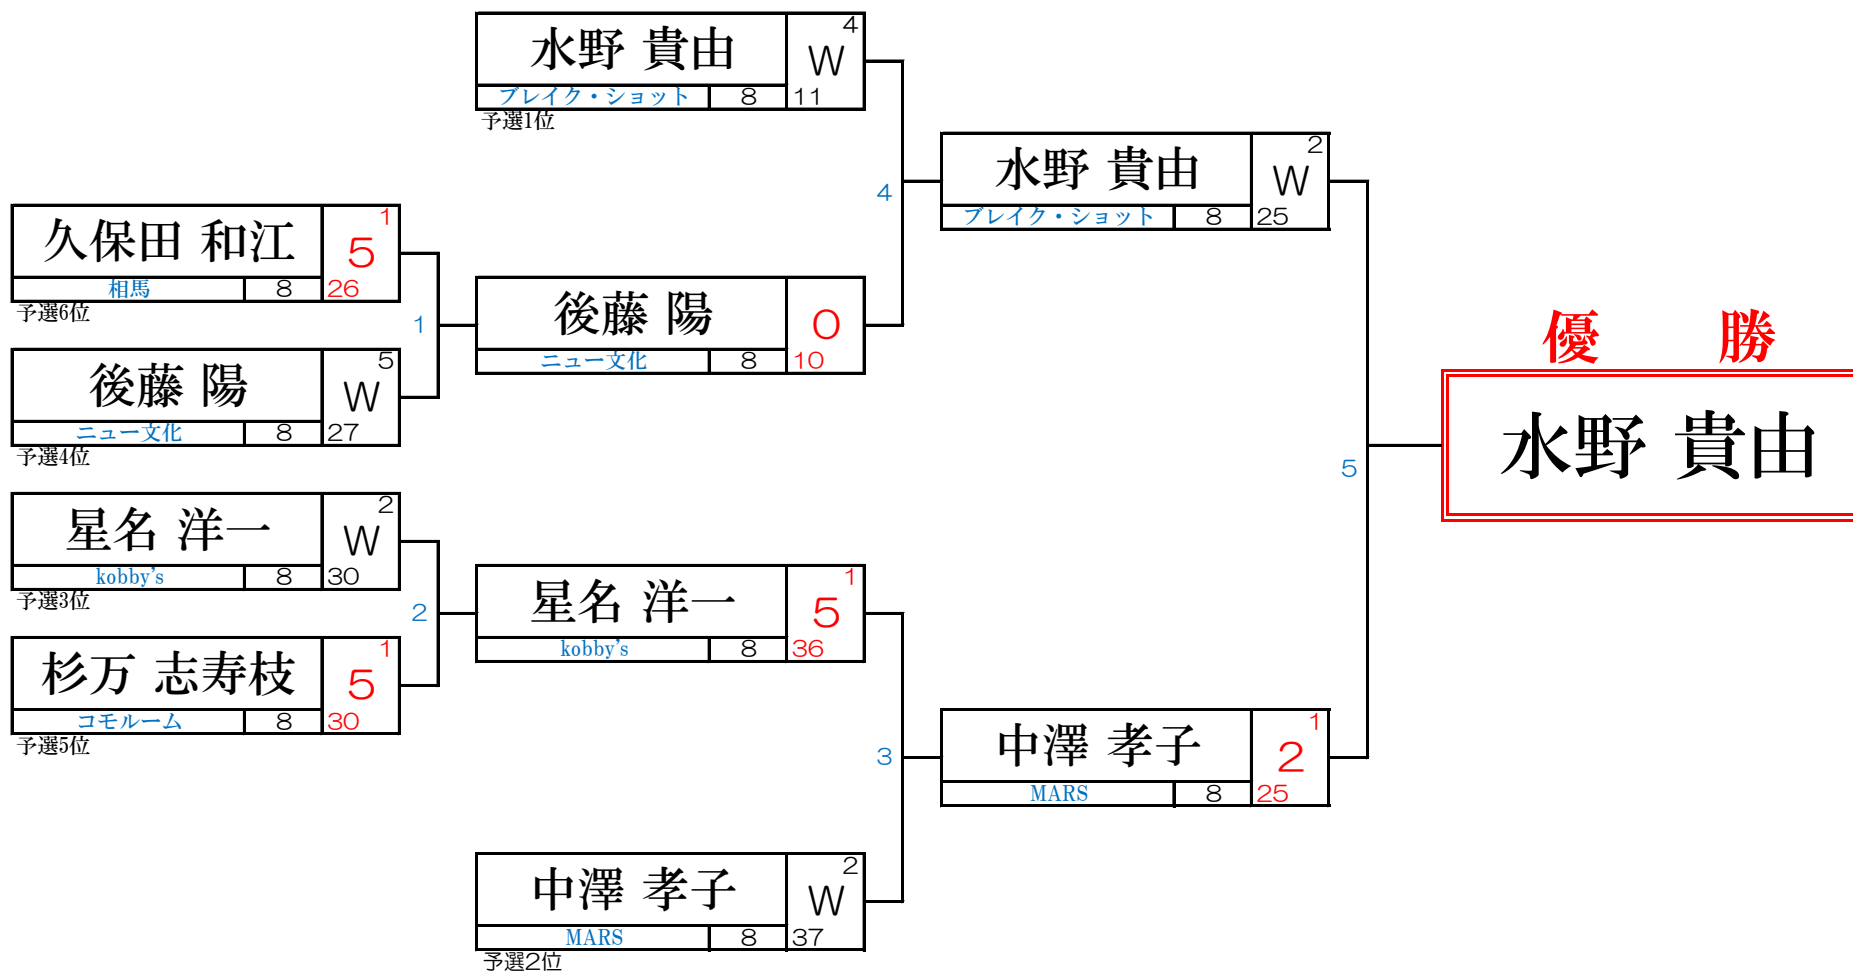 水野 貴由
4
W
ブレイク・ショット
8
11
予選1位
久保田 和江
1
5
相馬
8
26
予選6位
1
後藤 陽
5
W
ニュー文化
8
27
予選4位
後藤 陽
0
ニュー文化
8
10
4
水野 貴由
2
W
ブレイク・ショット
8
25
星名 洋一
2
W
kobby's
8
30
予選3位
2
杉万 志寿枝
1
5
コモルーム
8
30
予選5位
星名 洋一
1
5
kobby's
8
36
3
中澤 孝子
2
W
MARS
8
37
予選2位
中澤 孝子
1
2
MARS
8
25
5
優 勝
水野 貴由